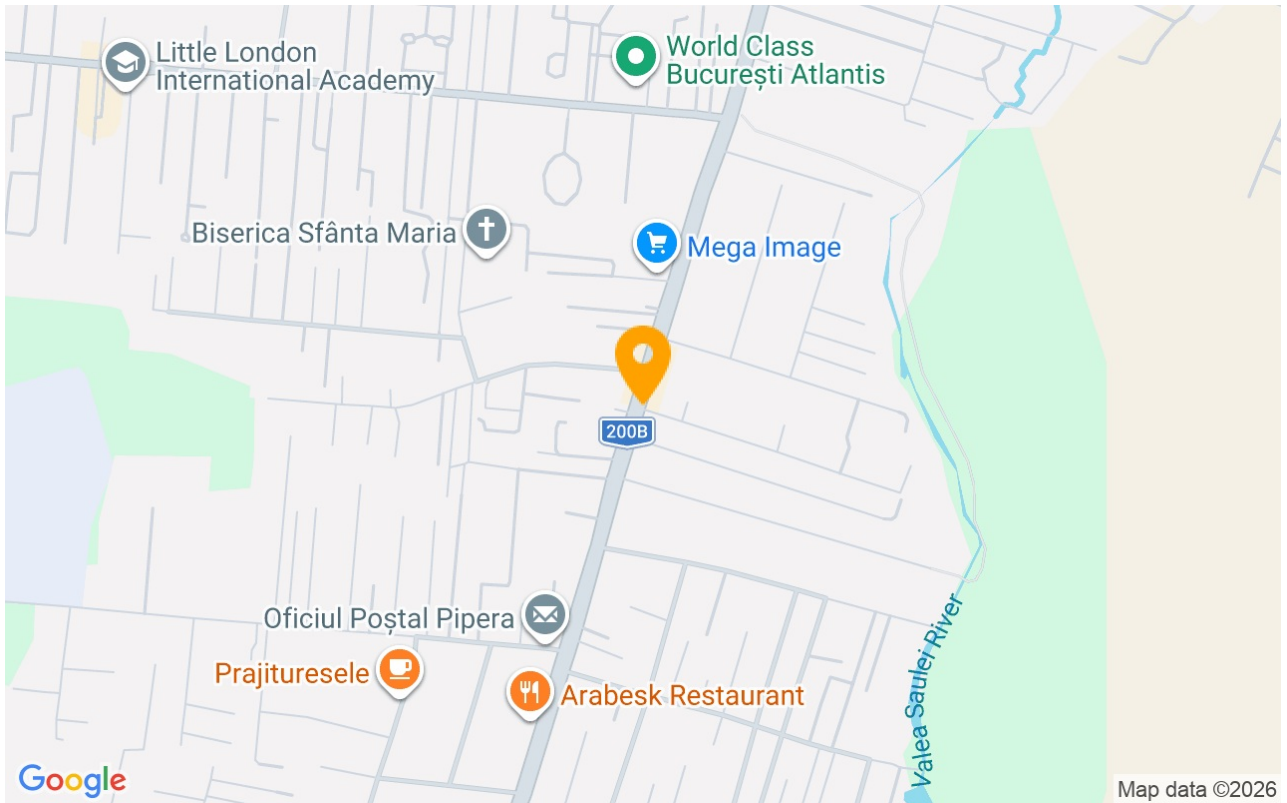 Little London
International Academy
World Class
București Atlantis
Biserica Sfânta Maria
Mega Image
200B
Oficiul Poștal Pipera
Prajituresele
Arabesk Restaurant
Valea Saulei River
Google
Map data ©2026